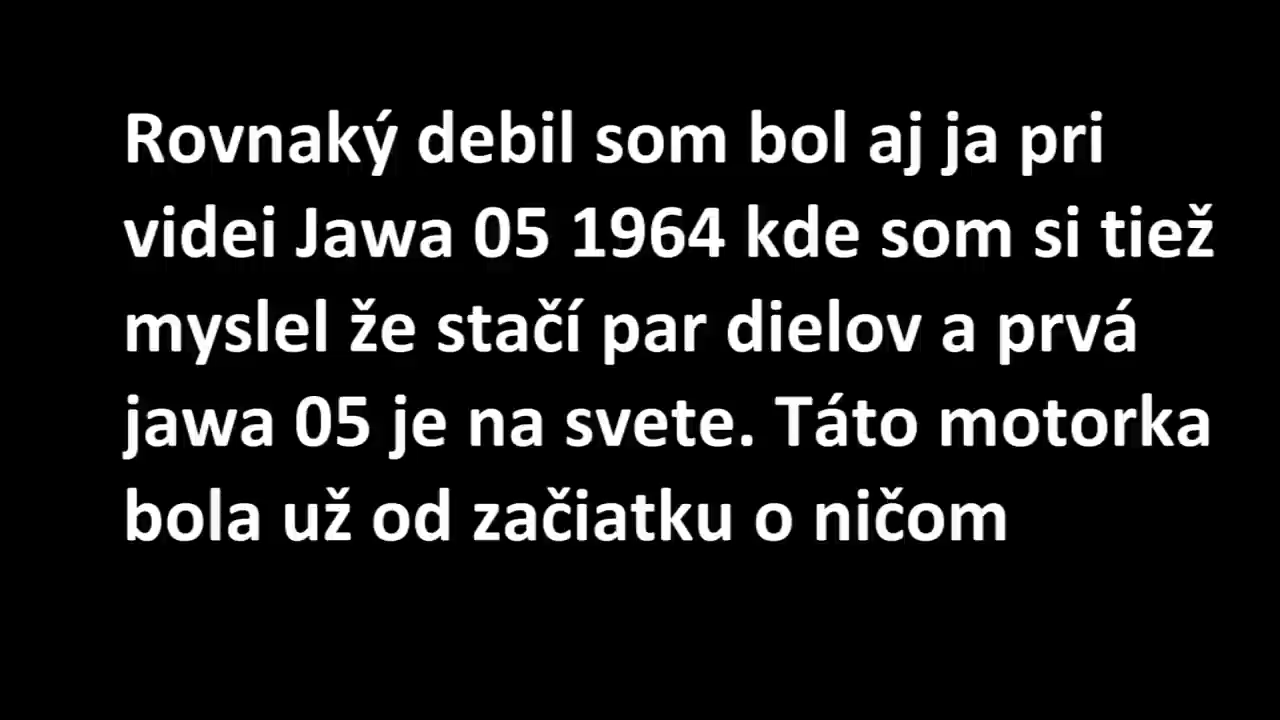 Rovnaký debil som bol aj ja pri
videi Jawa 05 1964 kde som si tiež
myslel že stačí par dielov a prvá
jawa 05 je na svete. Táto motorka
bola už od začiatku o ničom